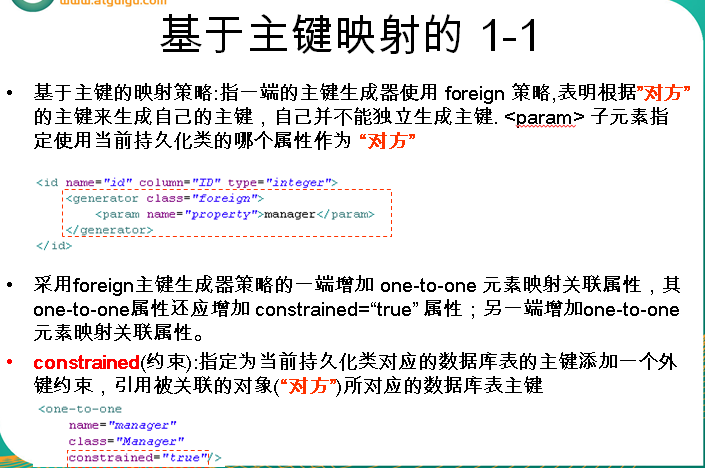 www.atguigu.com
基于主键映射的 1-1
• 基于主键的映射策略:指一端的主键生成器使用 foreign 策略,表明根据”对方”
的主键来生成自己的主键，自己并不能独立生成主键. <param> 子元素指
定使用当前持久化类的哪个属性作为 “对方”
<id name="id" column="ID" type="integer">
<generator class="foreign">
<param name="property">manager</param>
</generator>
</id>
• 采用foreign主键生成器策略的一端增加 one-to-one 元素映射关联属性，其
one-to-one属性还应增加 constrained=“true” 属性；另一端增加one-to-one
元素映射关联属性。
• constrained(约束):指定为当前持久化类对应的数据库表的主键添加一个外
键约束，引用被关联的对象(“对方”)所对应的数据库表主键
<one-to-one
name="manager"
class="Manager"
constrained="true"/>